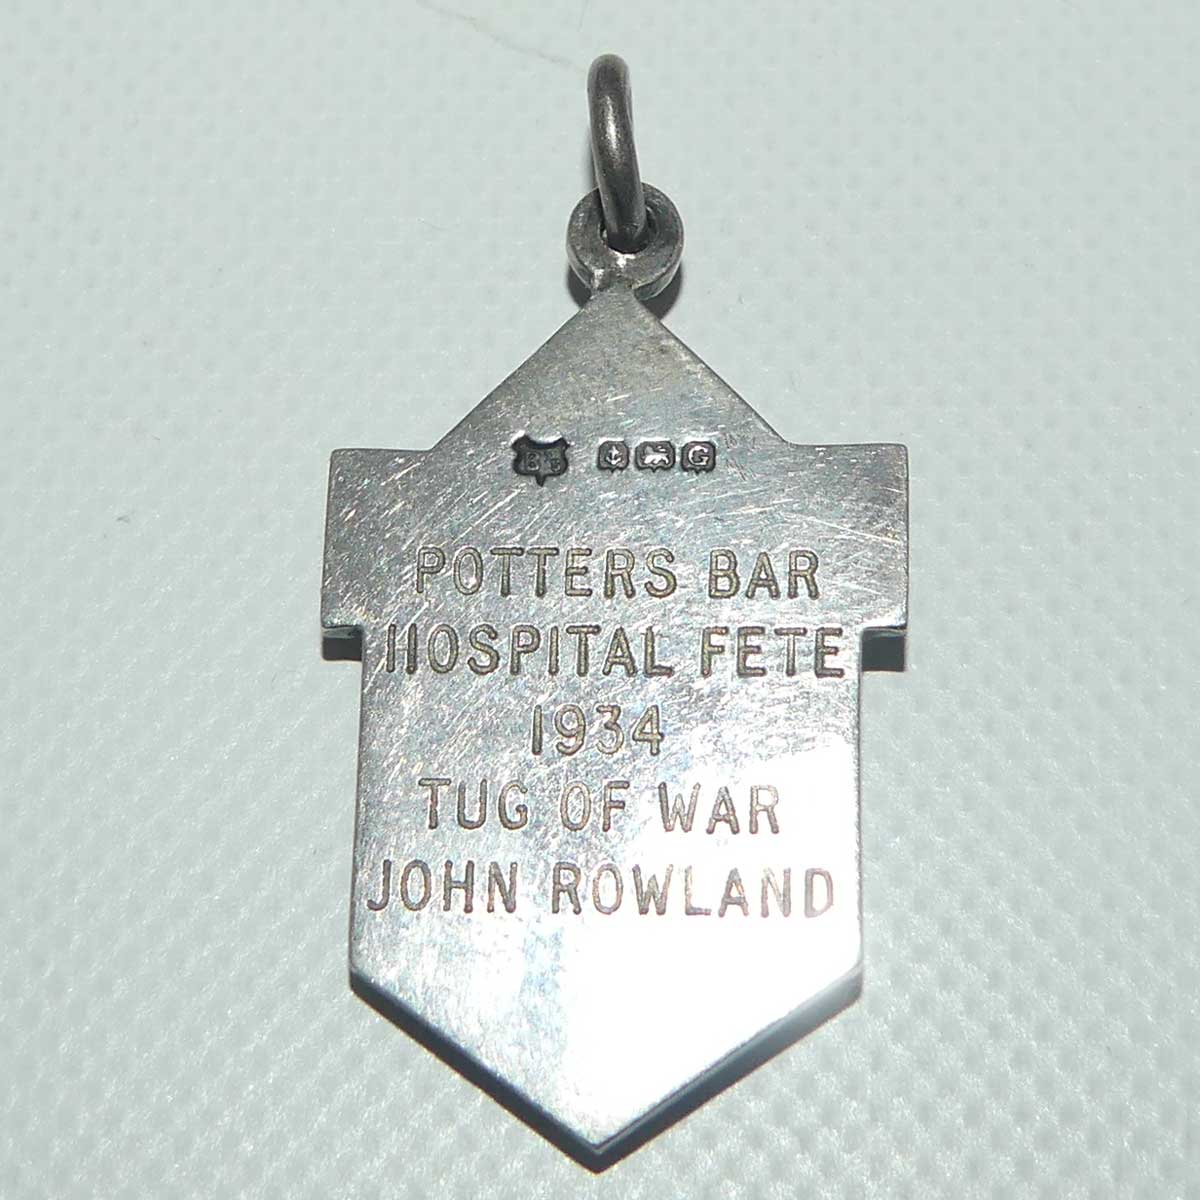 G
POTTERS BAR
HOSPITAL FETE
1934
TUG OF WAR
JOHN ROWLAND